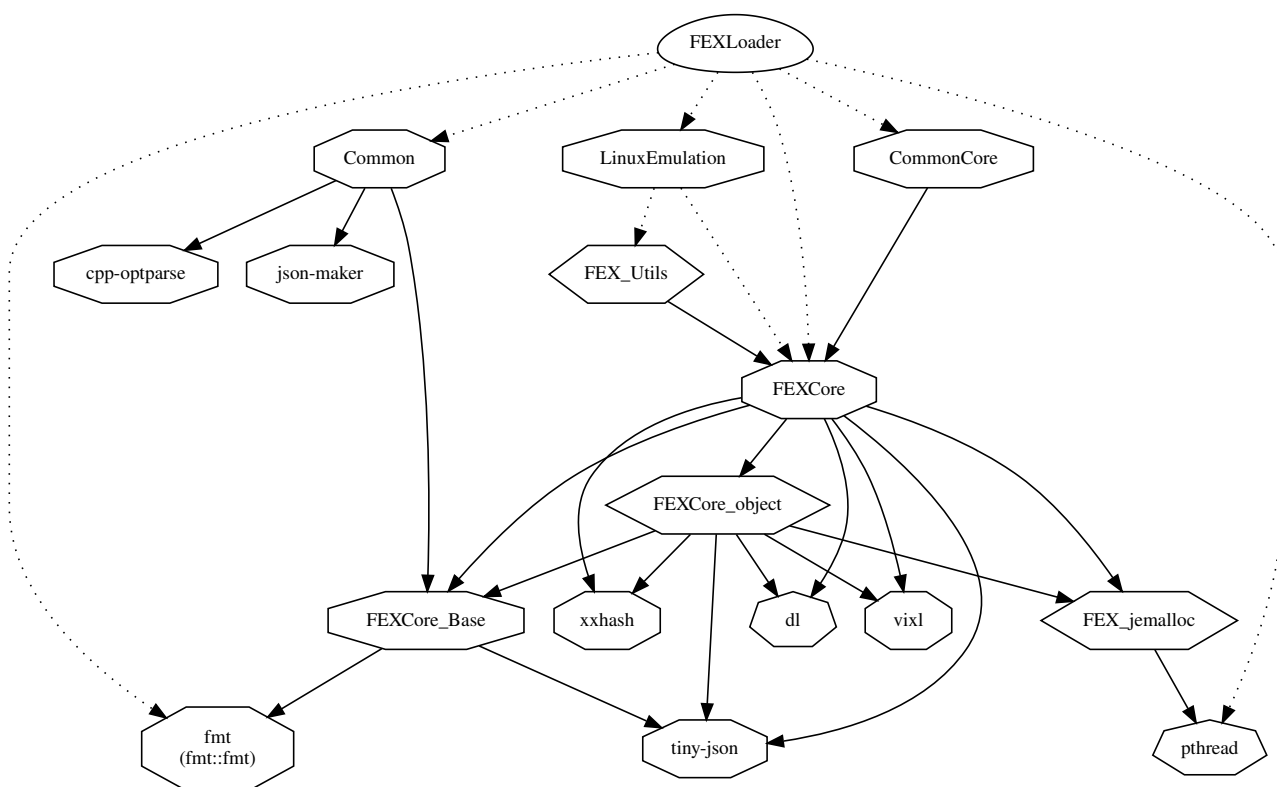 FEXLoader
Common
LinuxEmulation
CommonCore
cpp-optparse
json-maker
FEX_Utils
FEXCore
FEXCore_object
FEXCore_Base
xxhash
dl
vixl
FEX_jemalloc
fmt
(fmt::fmt)
tiny-json
pthread